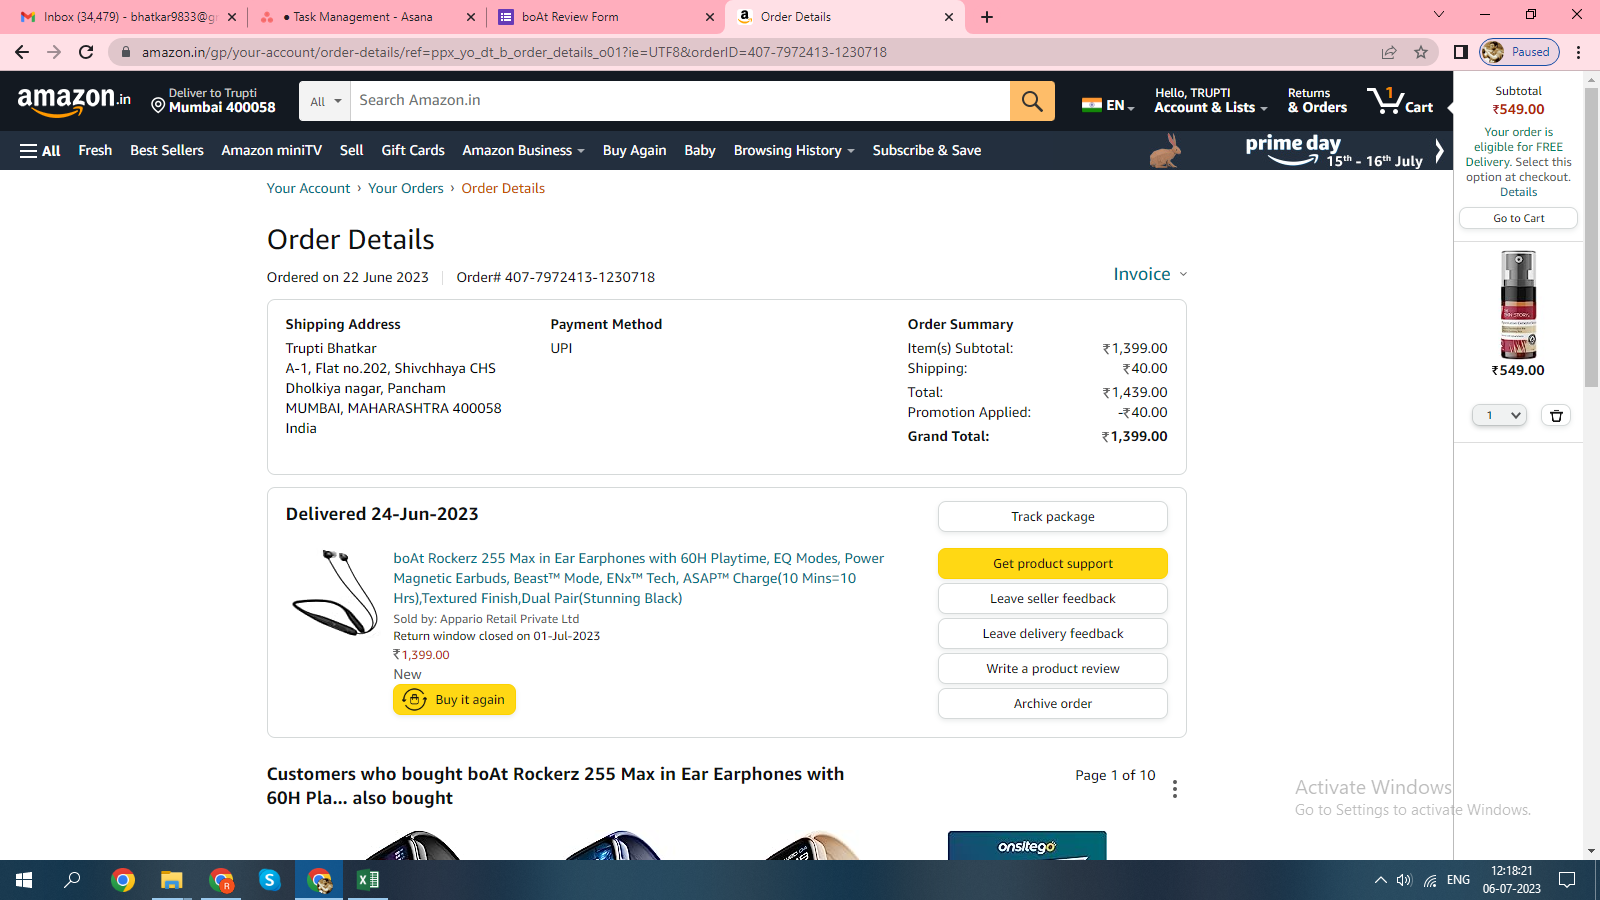 Inbox (34,479) - bhatkar9833@gr
● Task Management - Asana
boAt Review Form
Order Details
amazon.in/gp/your-account/order-details/ref=ppx_yo_dt_b_order_details_o01?ie=UTF8&orderID=407-7972413-1230718
Paused
amazon.in
Deliver to Trupti
Mumbai 400058
All
Search Amazon.in
EN
Hello, TRUPTI
Account & Lists
Returns
& Orders
1
Cart
All
Fresh
Best Sellers
Amazon miniTV
Sell
Gift Cards
Amazon Business
Buy Again
Baby
Browsing History
Subscribe & Save
prime day
15th - 16th July
Subtotal
₹549.00
Your order is
eligible for FREE
Delivery. Select this
option at checkout.
Details
Go to Cart
₹549.00
1
Your Account › Your Orders › Order Details
Order Details
Ordered on 22 June 2023
Order# 407-7972413-1230718
Invoice
Shipping Address
Trupti Bhatkar
A-1, Flat no.202, Shivchhaya CHS
Dholkiya nagar, Pancham
MUMBAI, MAHARASHTRA 400058
India
Payment Method
UPI
Order Summary
Item(s) Subtotal: ₹1,399.00
Shipping: ₹40.00
Total: ₹1,439.00
Promotion Applied: -₹40.00
Grand Total: ₹1,399.00
Delivered 24-Jun-2023
boAt Rockerz 255 Max in Ear Earphones with 60H Playtime, EQ Modes, Power
Magnetic Earbuds, Beast™ Mode, ENx™ Tech, ASAP™ Charge(10 Mins=10
Hrs),Textured Finish,Dual Pair(Stunning Black)
Sold by: Appario Retail Private Ltd
Return window closed on 01-Jul-2023
₹1,399.00
New
Buy it again
Track package
Get product support
Leave seller feedback
Leave delivery feedback
Write a product review
Archive order
Customers who bought boAt Rockerz 255 Max in Ear Earphones with
60H Pla... also bought
Page 1 of 10
onsitego
Activate Windows
Go to Settings to activate Windows.
ENG
12:18:21
06-07-2023